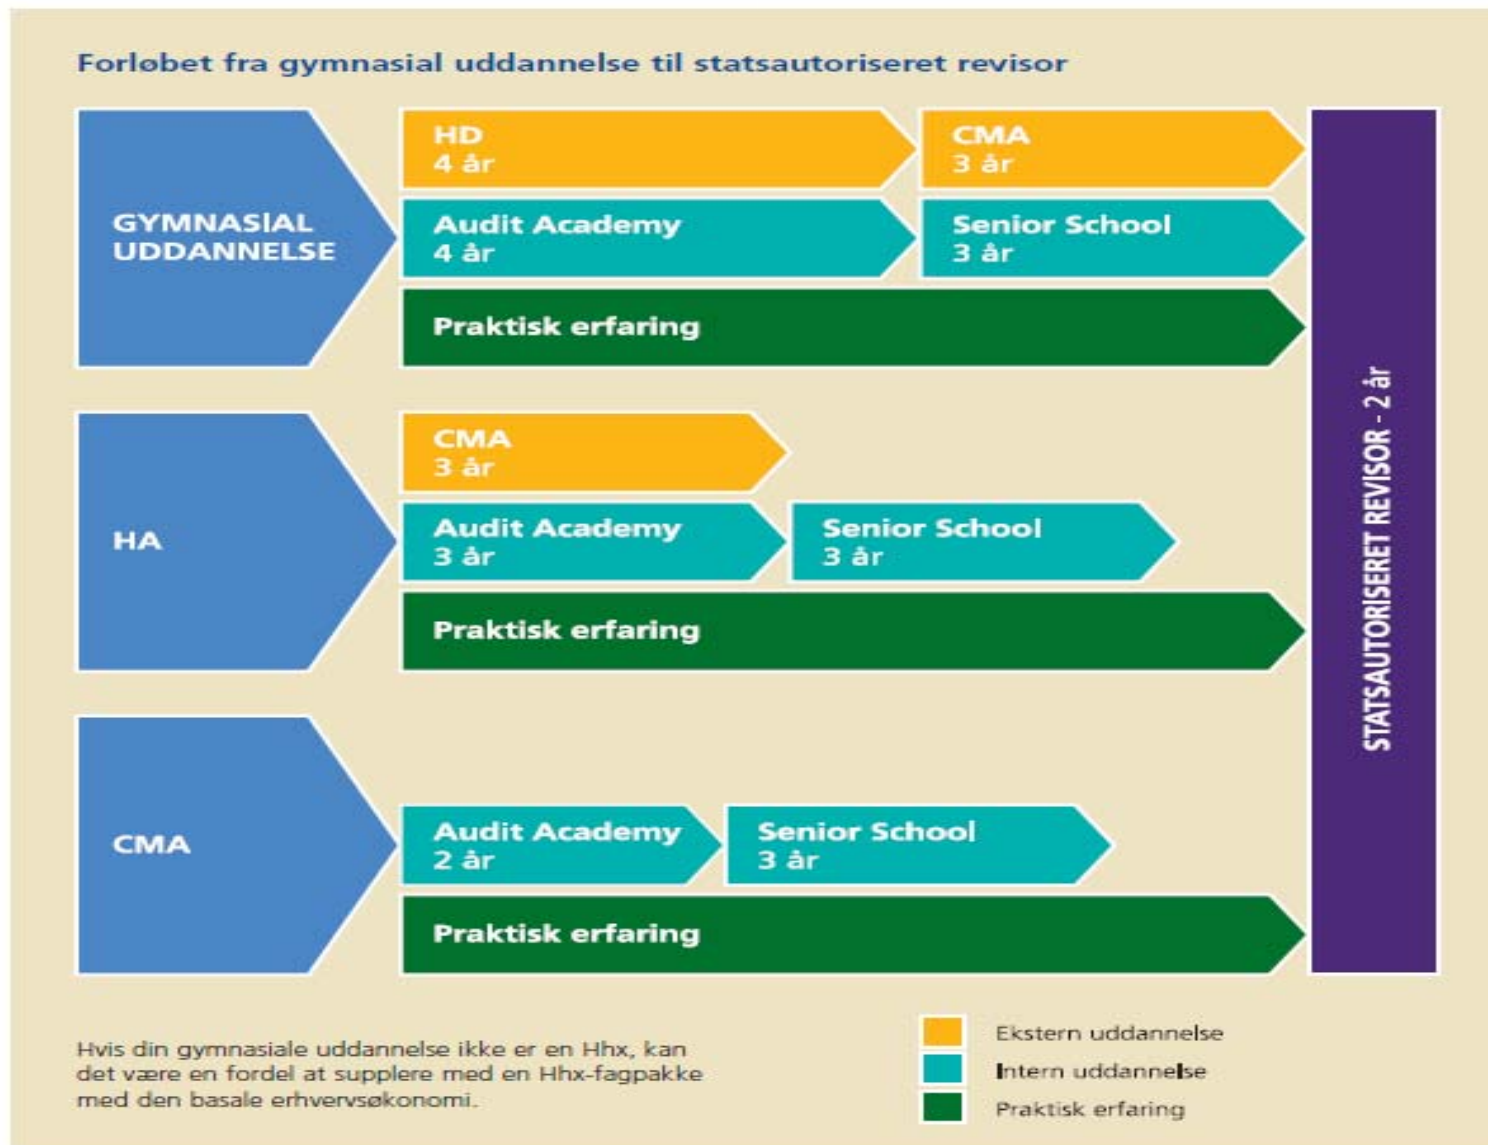 Forløbet fra gymnasial uddannelse til statsautoriseret revisor
GYMNASIAL
UDDANNELSE
HD
4 år
CMA
3 år
Audit Academy
4 år
Senior School
3 år
Praktisk erfaring
HA
CMA
3 år
Audit Academy
3 år
Senior School
3 år
Praktisk erfaring
CMA
Audit Academy
2 år
Senior School
3 år
Praktisk erfaring
STATSAUTORISERET REVISOR - 2 år
Hvis din gymnasiale uddannelse ikke er en Hhx, kan
det være en fordel at supplere med en Hhx-fagpakke
med den basale erhvervsøkonomi.
Ekstern uddannelse
Intern uddannelse
Praktisk erfaring